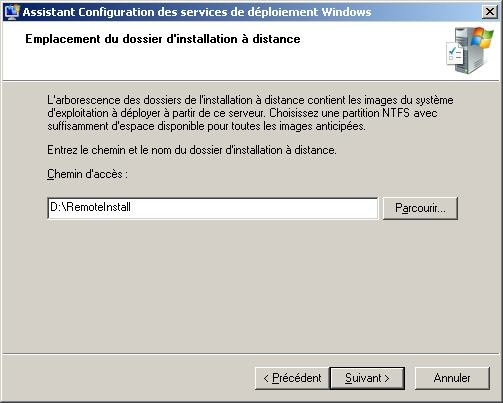 Assistant Configuration des services de déploiement Windows
Emplacement du dossier d'installation à distance
L'arborescence des dossiers de l'installation à distance contient les images du système
d'exploitation à déployer à partir de ce serveur. Choisissez une partition NTFS avec
suffisamment d'espace disponible pour toutes les images anticipées.
Entrez le chemin et le nom du dossier d'installation à distance.
Chemin d'accès :
D:\RemoteInstall
Parcourir...
< Précédent
Suivant >
Annuler